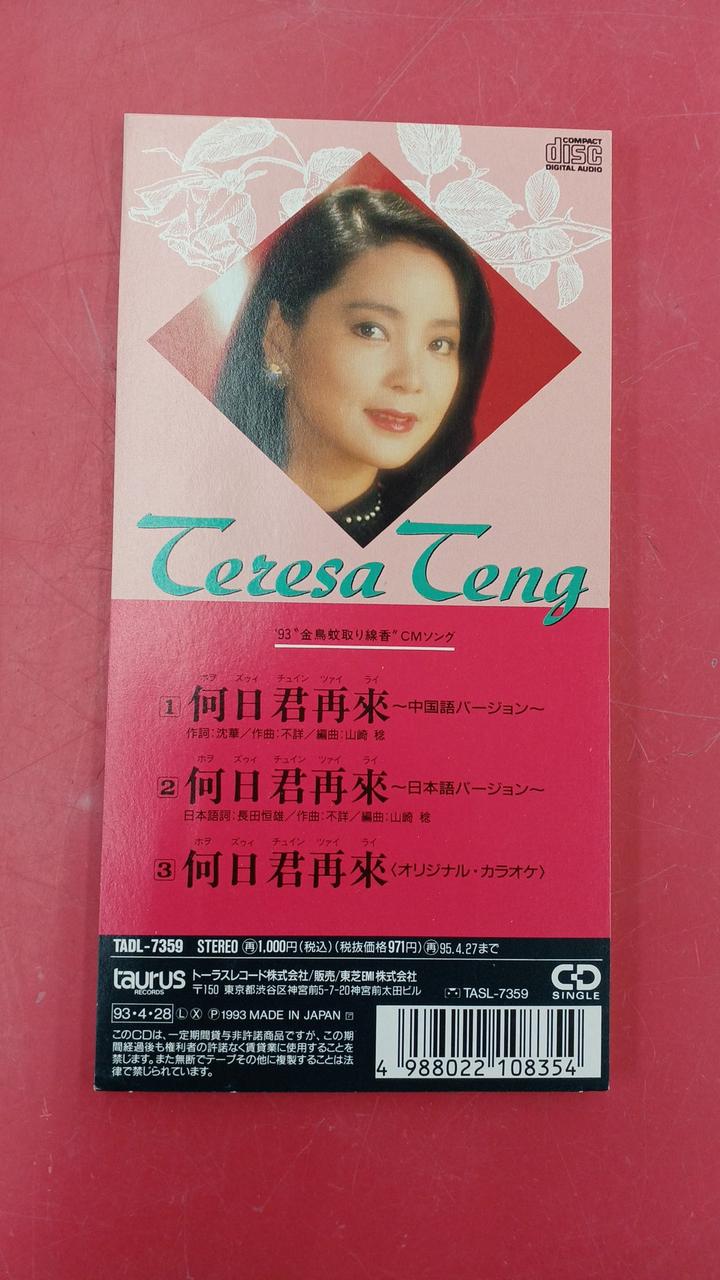 COMPACT
disc
DIGITAL AUDIO
Teresa Teng
'93“金鳥蚊取り線香”CMソング
ホヲ ズゥイ チュイン ツァイ ライ
1 何日君再來〜中国語バージョン〜
作詞:沈華/作曲:不詳/編曲:山崎 稔
ホヲ ズゥイ チュイン ツァイ ライ
2 何日君再來〜日本語バージョン〜
日本語詞:長田恒雄/作曲:不詳/編曲:山崎 稔
ホヲ ズゥイ チュイン ツァイ ライ
3 何日君再來〈オリジナル・カラオケ〉
TADL-7359 STEREO 再1,000円(税込)(税抜価格971円)再95.4.27まで
taurus RECORDS
トーラスレコード株式会社/販売/東芝EMI株式会社
〒150 東京都渋谷区神宮前5-7-20神宮前太田ビル
TASL-7359
CD
SINGLE
93・4・28 Ⓛ Ⓧ Ⓟ1993 MADE IN JAPAN
このCDは、一定期間貸与非許諾商品ですが、この期
間経過後も権利者の許諾なく賃貸業に使用することを
禁じます。また無断でテープその他に複製することは法
律で禁じられています。
4 988022 108354